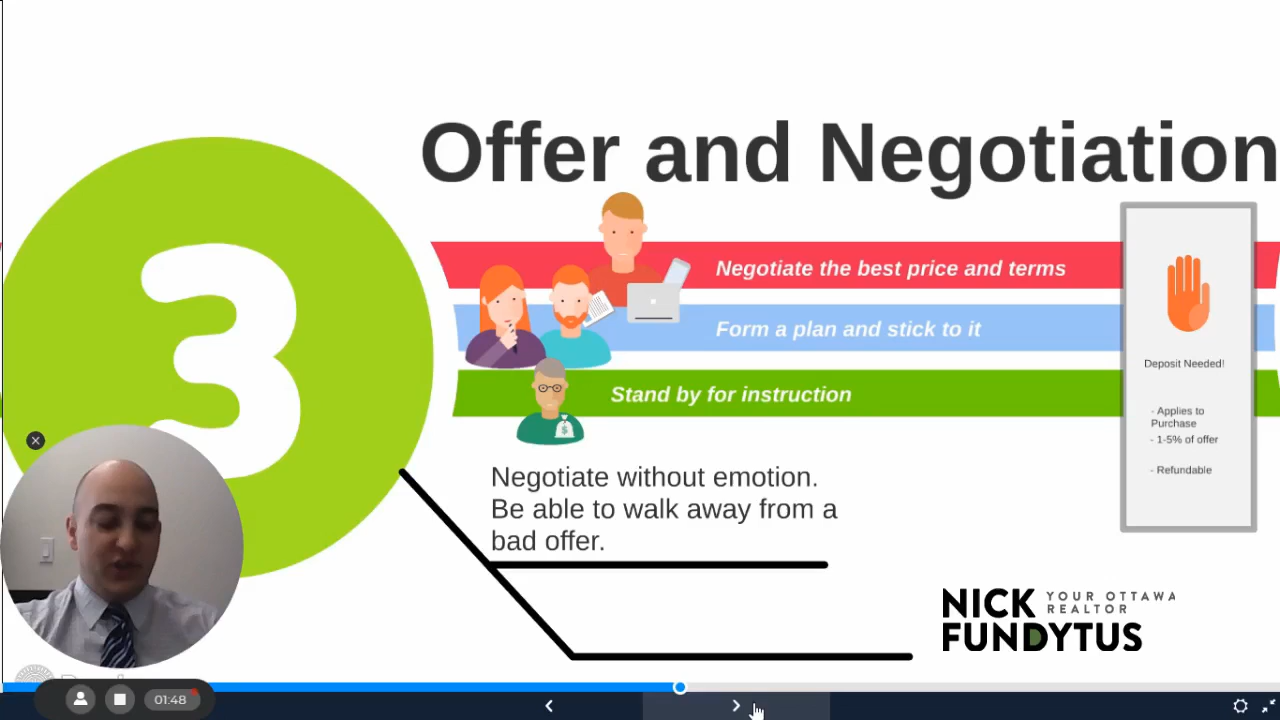 Offer and Negotiation
3
Negotiate the best price and terms
Form a plan and stick to it
Stand by for instruction
$
Deposit Needed!
- Applies to
Purchase
- 1-5% of offer
- Refundable
Negotiate without emotion.
Be able to walk away from a
bad offer.
NICK YOUR OTTAWA
REALTOR
FUNDYTUS
01:48